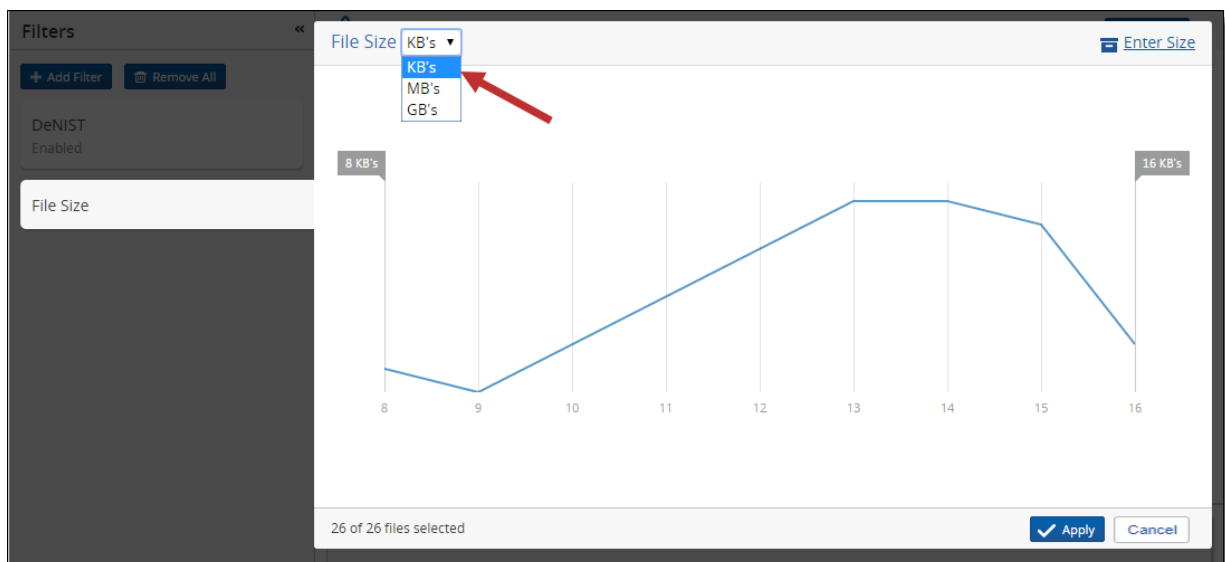 Filters «
+ Add Filter Remove All
DeNIST
Enabled
File Size
File Size KB's ▼
KB's
MB's
GB's
Enter Size
8 KB's 16 KB's
8 9 10 11 12 13 14 15 16
26 of 26 files selected
Apply Cancel